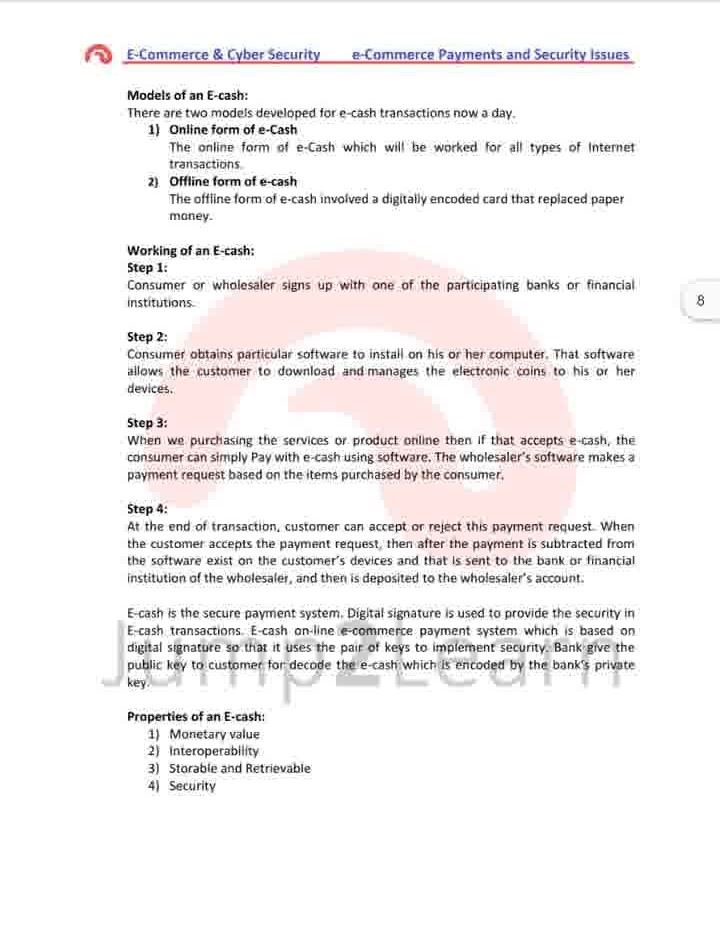 E-Commerce & Cyber Security e-Commerce Payments and Security Issues
Models of an E-cash:
There are two models developed for e-cash transactions now a day.
1) Online form of e-Cash
The online form of e-Cash which will be worked for all types of Internet
transactions.
2) Offline form of e-cash
The offline form of e-cash involved a digitally encoded card that replaced paper
money.
Working of an E-cash:
Step 1:
Consumer or wholesaler signs up with one of the participating banks or financial
institutions.
8
Step 2:
Consumer obtains particular software to install on his or her computer. That software
allows the customer to download and manages the electronic coins to his or her
devices.
Step 3:
When we purchasing the services or product online then if that accepts e-cash, the
consumer can simply Pay with e-cash using software. The wholesaler's software makes a
payment request based on the items purchased by the consumer.
Step 4:
At the end of transaction, customer can accept or reject this payment request. When
the customer accepts the payment request, then after the payment is subtracted from
the software exist on the customer's devices and that is sent to the bank or financial
institution of the wholesaler, and then is deposited to the wholesaler's account.
E-cash is the secure payment system. Digital signature is used to provide the security in
E-cash transactions. E-cash on-line e-commerce payment system which is based on
digital signature so that it uses the pair of keys to implement security. Bank give the
public key to customer for decode the e-cash which is encoded by the bank's private
key.
Jump2Learn
Properties of an E-cash:
1) Monetary value
2) Interoperability
3) Storable and Retrievable
4) Security